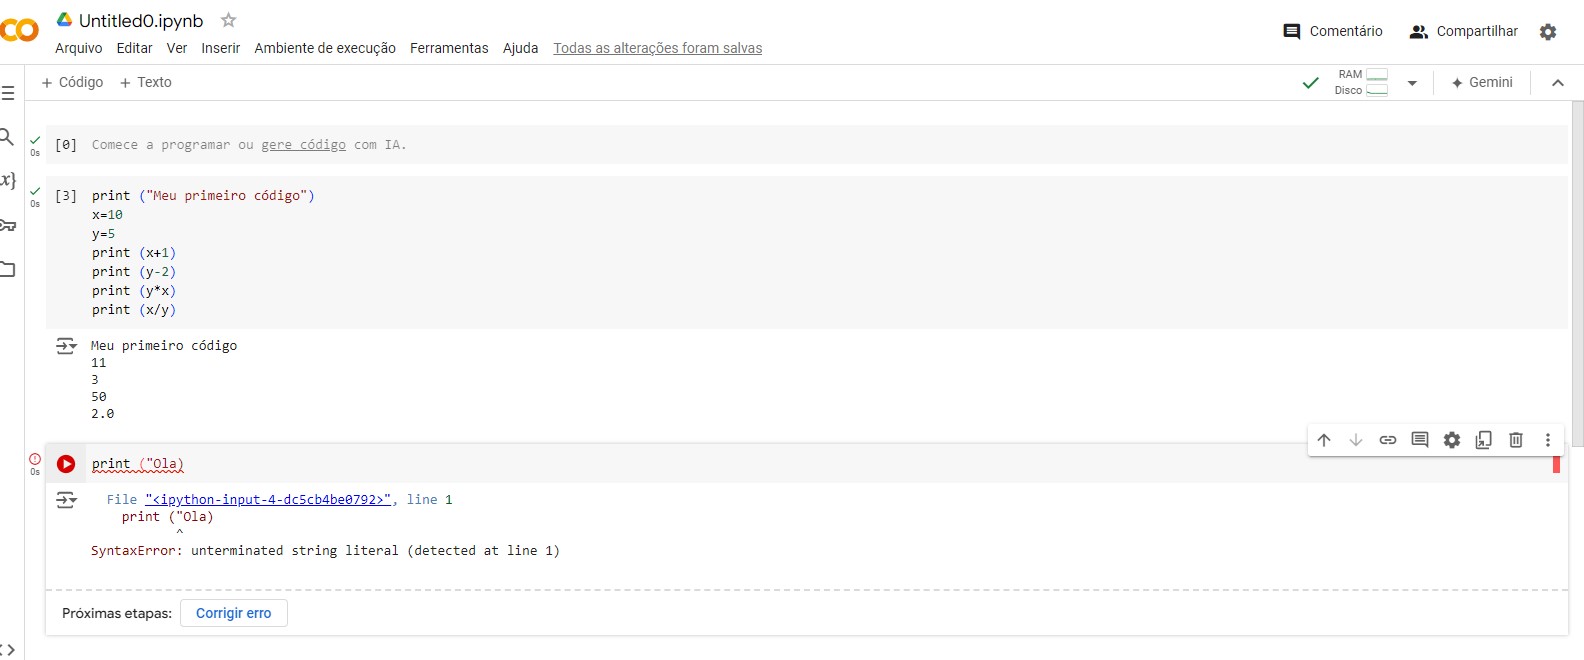 CO
Untitled0.ipynb
Comentário
Compartilhar
Arquivo Editar Ver Inserir Ambiente de execução Ferramentas Ajuda Todas as alterações foram salvas
+ Código + Texto
RAM
Disco
Gemini
0s
[0] Comece a programar ou gere código com IA.
{x}
0s
[3] print ("Meu primeiro código")
x=10
y=5
print (x+1)
print (y-2)
print (y*x)
print (x/y)
Meu primeiro código
11
3
50
2.0
0s
print ("Ola)
File "<ipython-input-4-dc5cb4be0792>", line 1
print ("Ola)
^
SyntaxError: unterminated string literal (detected at line 1)
Próximas etapas: Corrigir erro